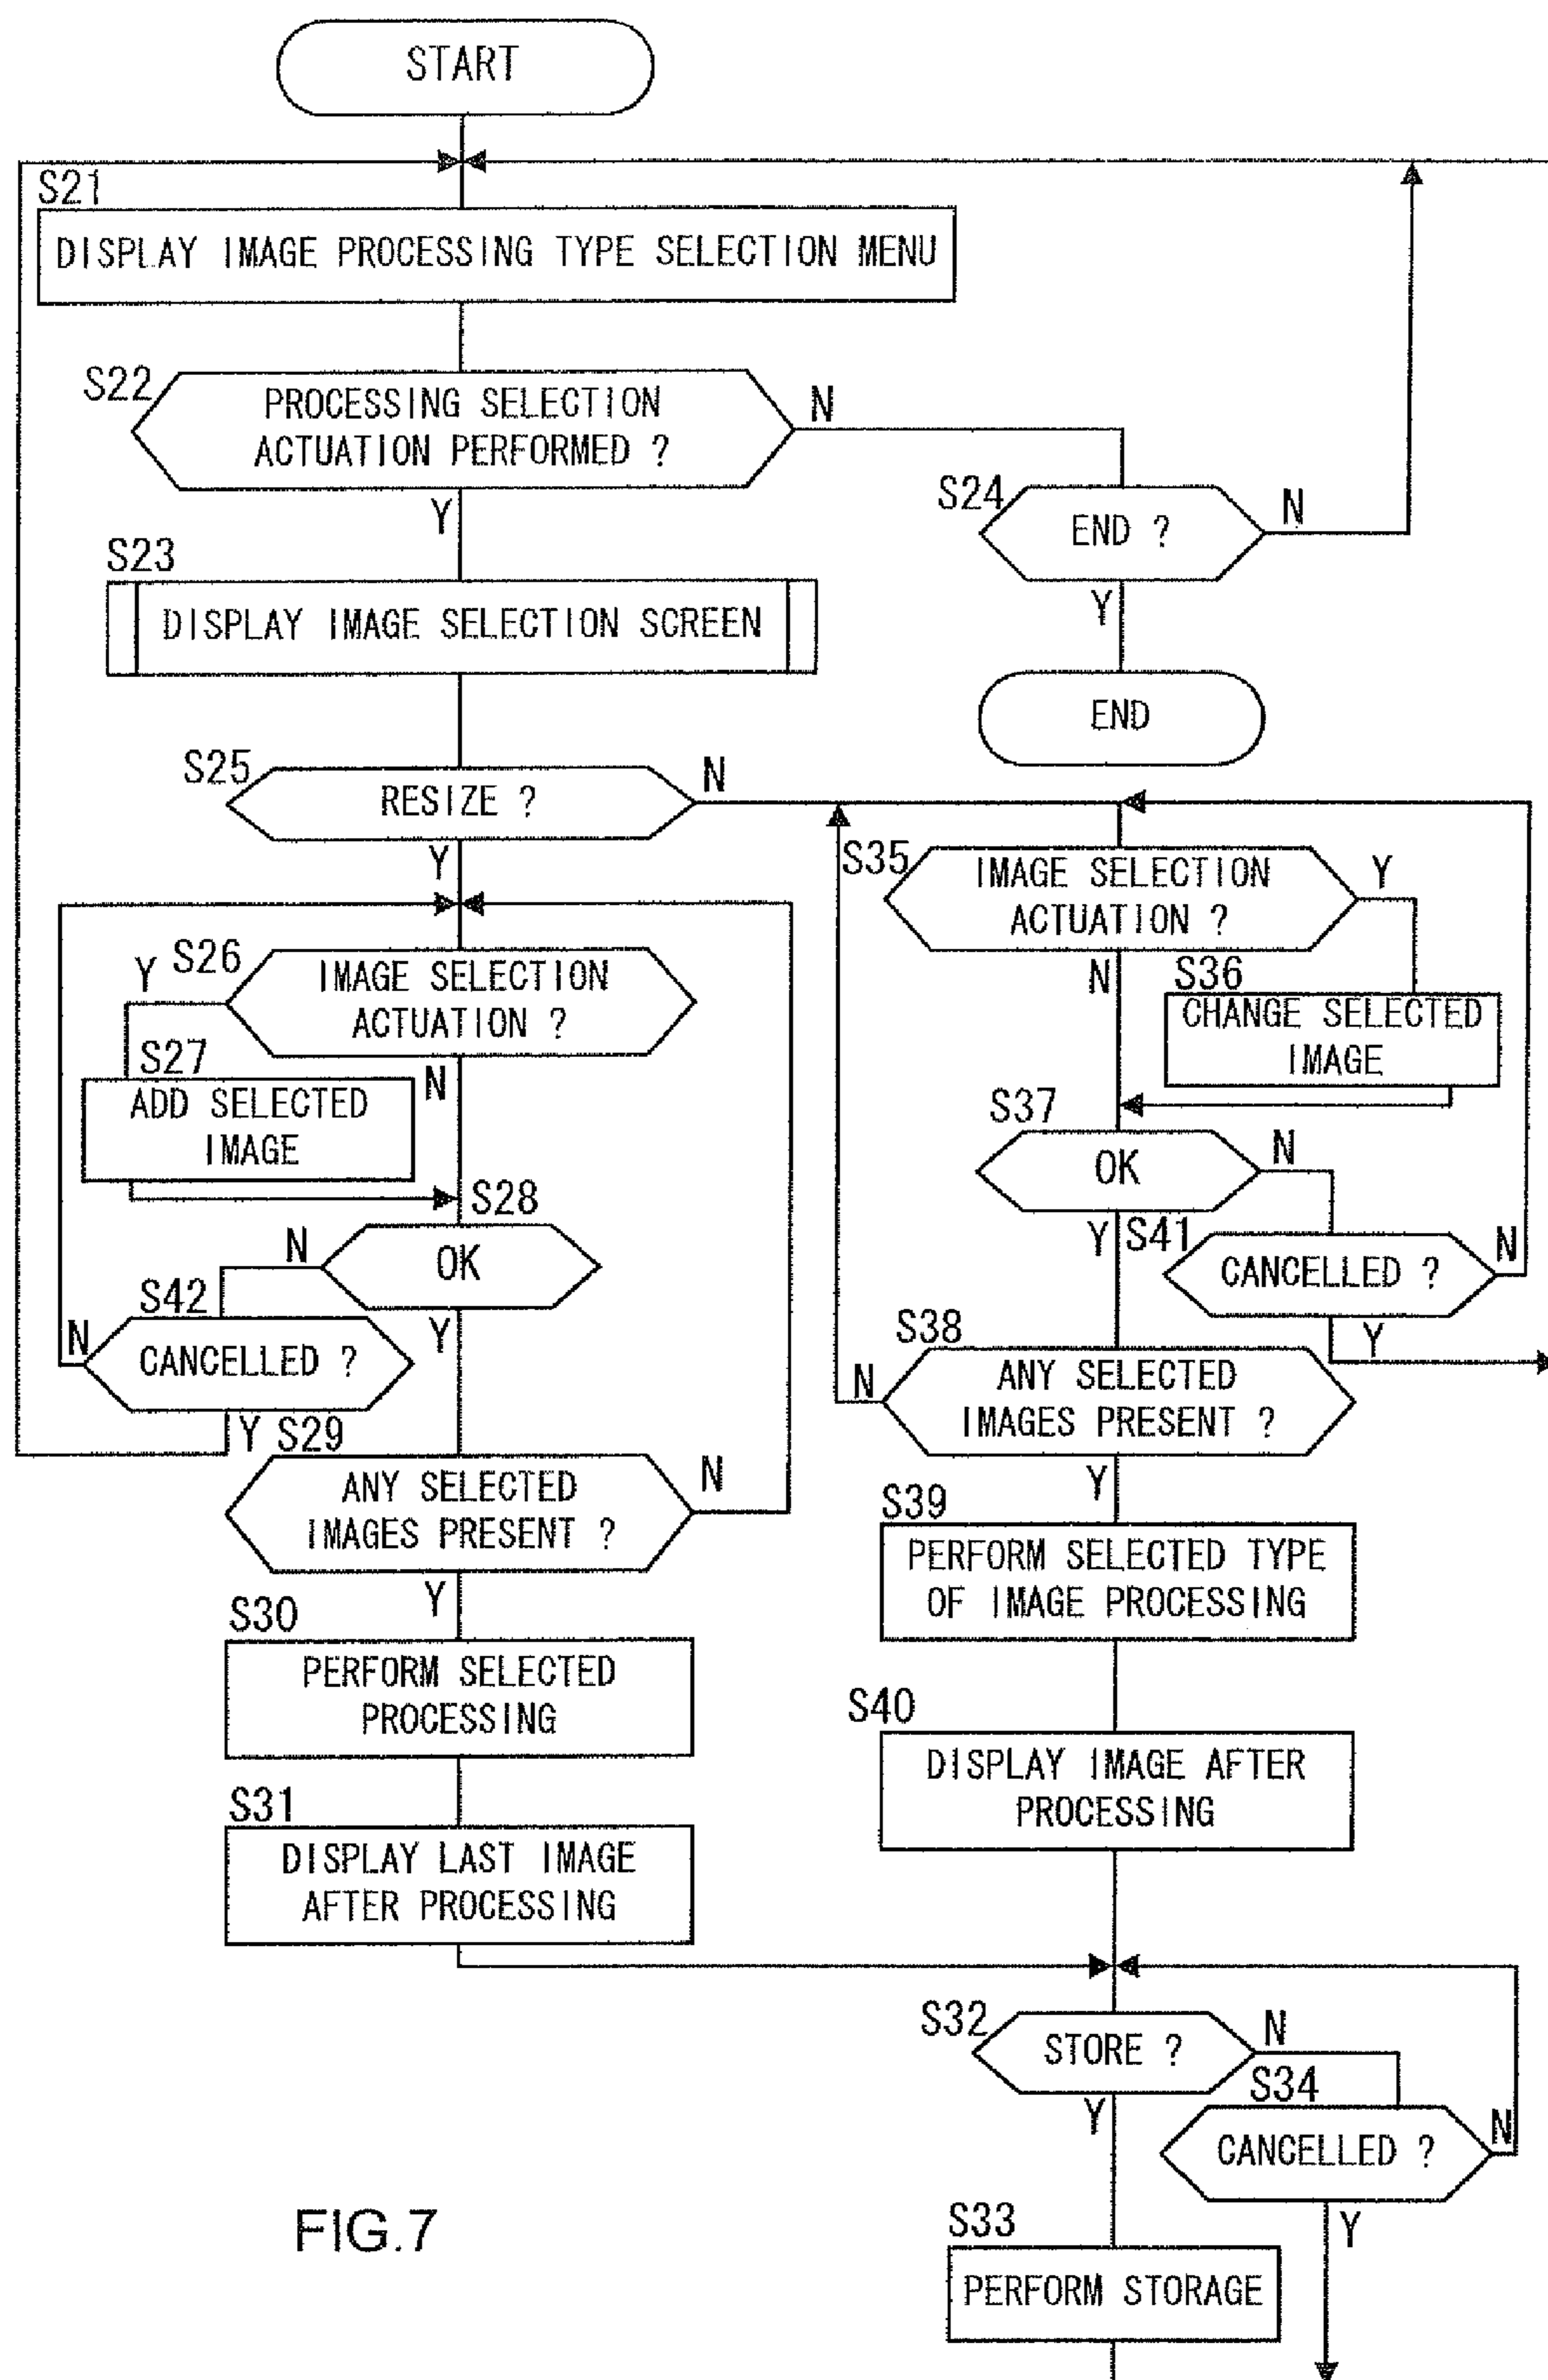 START
S21
DISPLAY IMAGE PROCESSING TYPE SELECTION MENU
S22
PROCESSING SELECTION
ACTUATION PERFORMED ?
N
Y
S24
END ?
N
Y
END
S23
DISPLAY IMAGE SELECTION SCREEN
S25
RESIZE ?
N
Y
S26
IMAGE SELECTION
ACTUATION ?
Y
N
S27
ADD SELECTED
IMAGE
S28
OK
N
Y
S42
CANCELLED ?
N
Y
S29
ANY SELECTED
IMAGES PRESENT ?
N
Y
S30
PERFORM SELECTED
PROCESSING
S31
DISPLAY LAST IMAGE
AFTER PROCESSING
S35
IMAGE SELECTION
ACTUATION ?
Y
N
S36
CHANGE SELECTED
IMAGE
S37
OK
N
Y
S41
CANCELLED ?
N
Y
S38
ANY SELECTED
IMAGES PRESENT ?
N
Y
S39
PERFORM SELECTED TYPE
OF IMAGE PROCESSING
S40
DISPLAY IMAGE AFTER
PROCESSING
S32
STORE ?
N
Y
S34
CANCELLED ?
N
Y
S33
PERFORM STORAGE
FIG.7